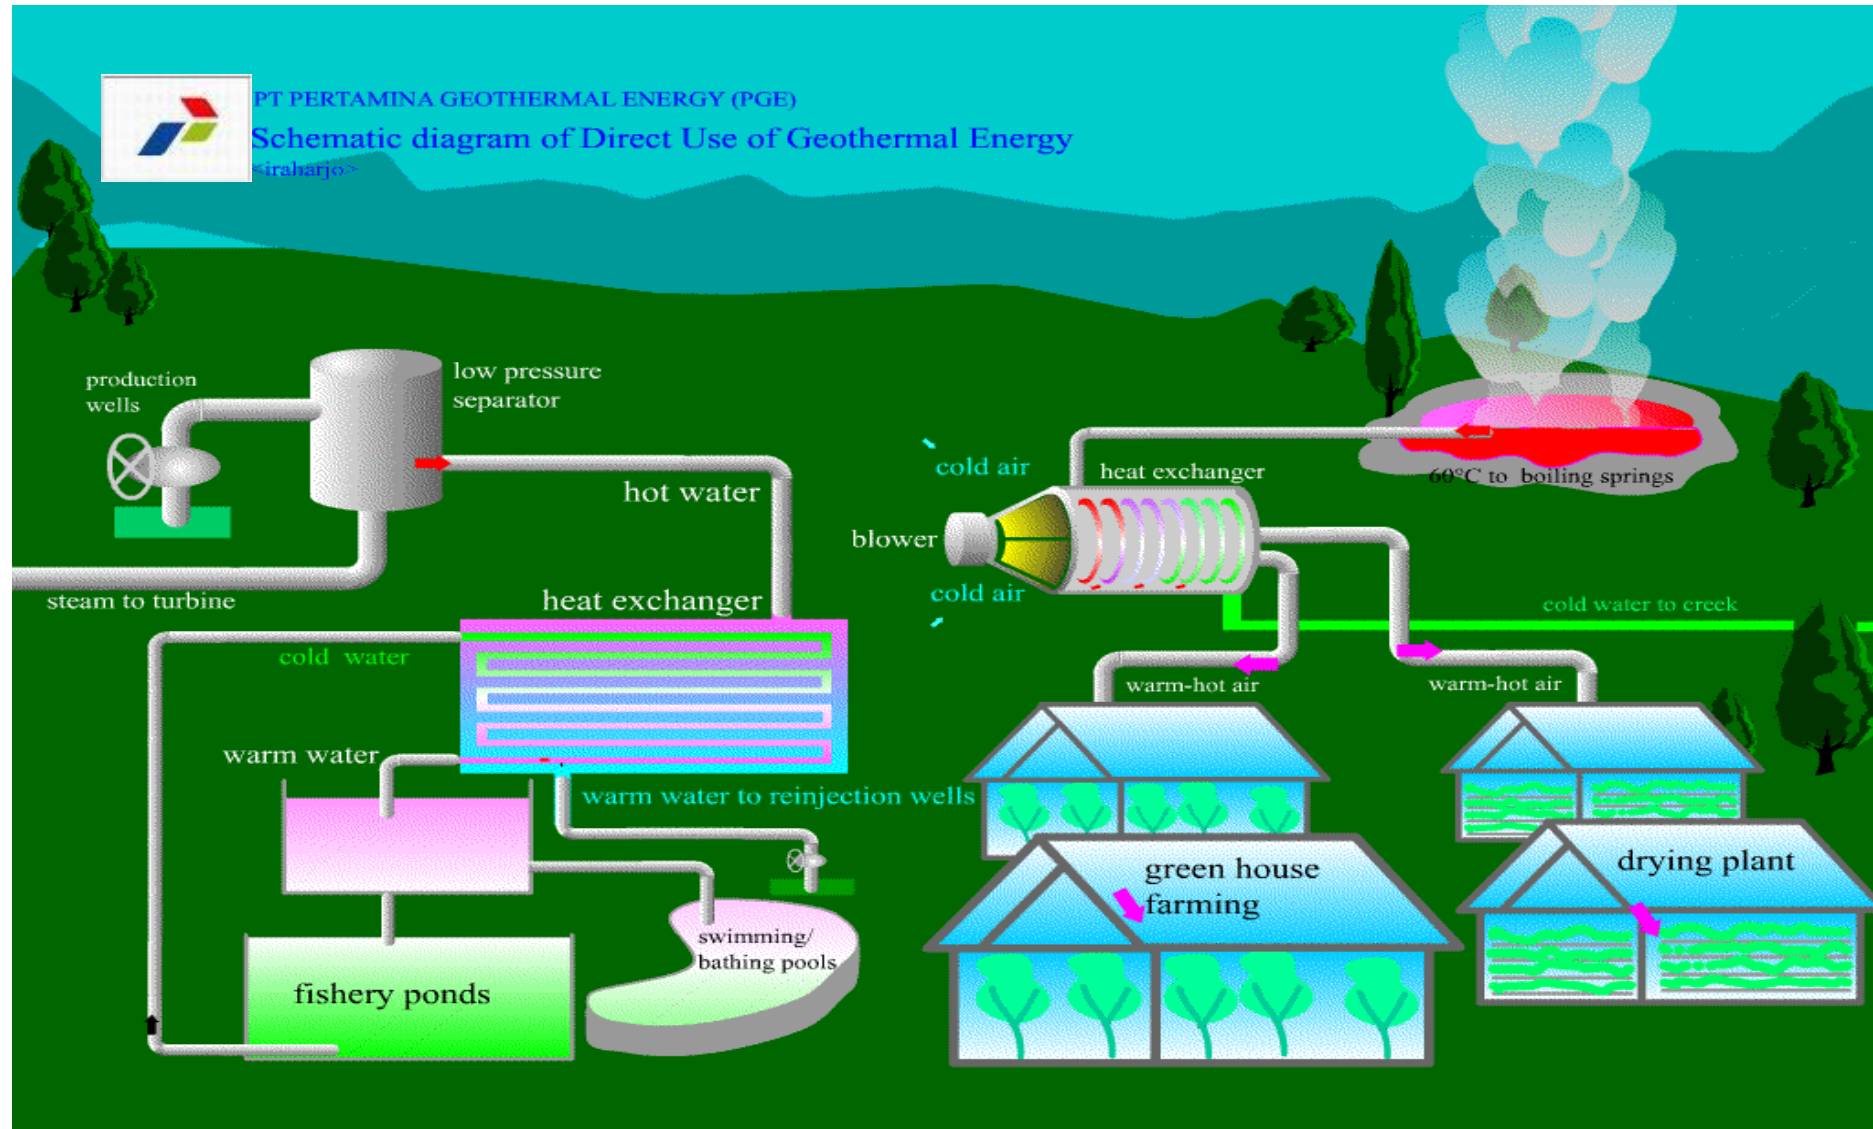 PT PERTAMINA GEOTHERMAL ENERGY (PGE)
Schematic diagram of Direct Use of Geothermal Energy
<iraharjo>
production
wells
low pressure
separator
hot water
steam to turbine
heat exchanger
cold water
warm water
warm water to reinjection wells
swimming/
bathing pools
fishery ponds
cold air
heat exchanger
60°C to boiling springs
blower
cold air
cold water to creek
warm-hot air
warm-hot air
green house
farming
drying plant